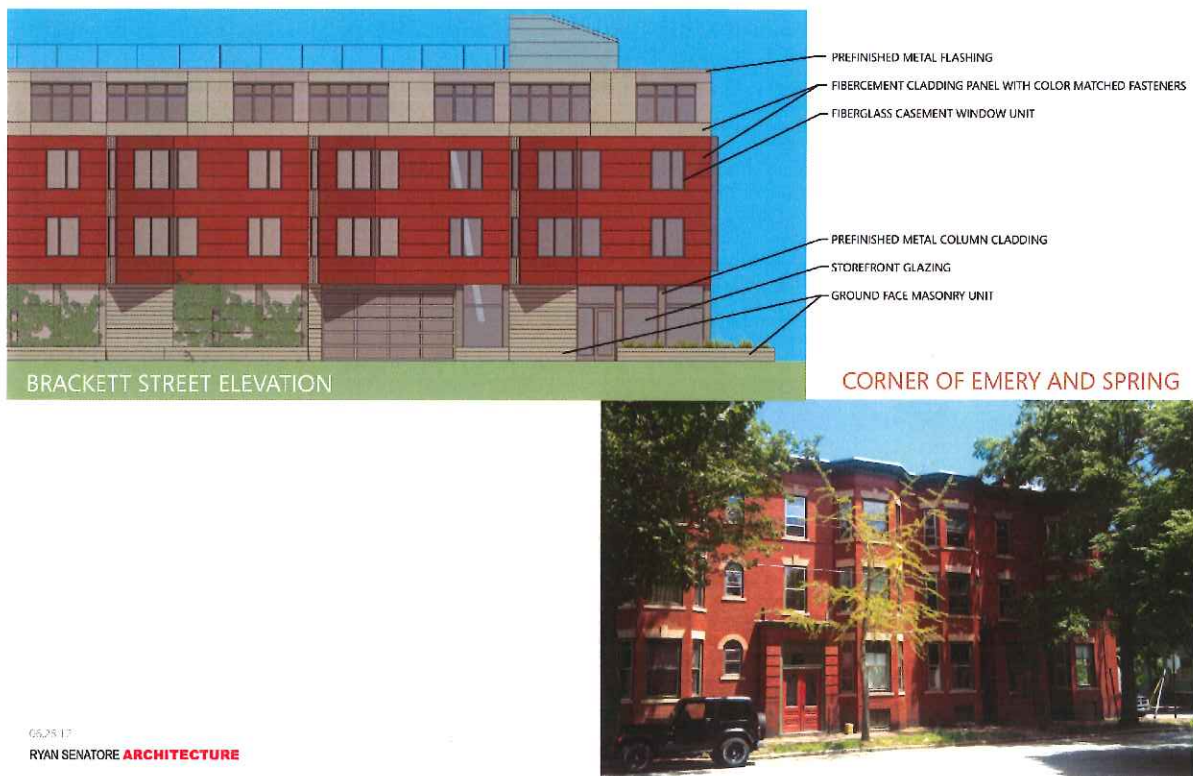 PREFINISHED METAL FLASHING
FIBERCEMENT CLADDING PANEL WITH COLOR MATCHED FASTENERS
FIBERGLASS CASEMENT WINDOW UNIT
PREFINISHED METAL COLUMN CLADDING
STOREFRONT GLAZING
GROUND FACE MASONRY UNIT
BRACKETT STREET ELEVATION
CORNER OF EMERY AND SPRING
RYAN SENATORE ARCHITECTURE